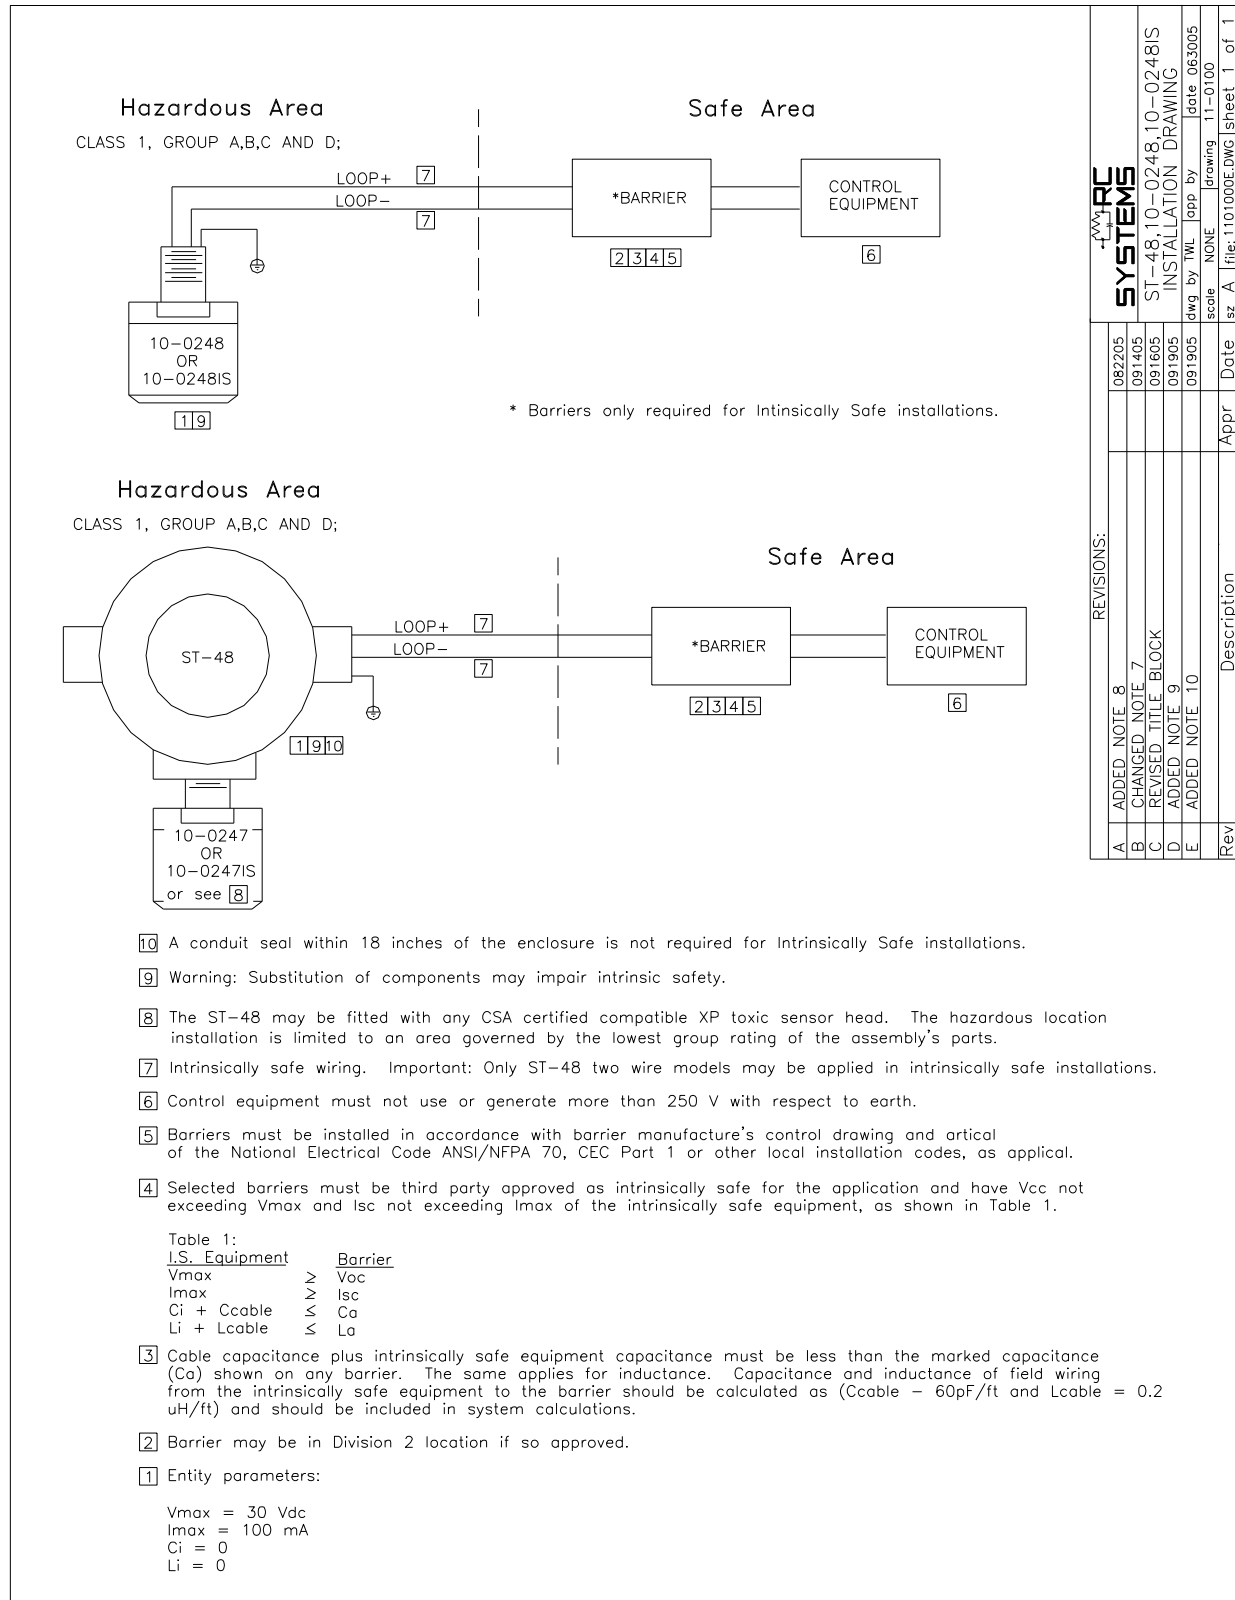 Hazardous Area
CLASS 1, GROUP A,B,C AND D;
Safe Area
LOOP+ 7
LOOP- 7
*BARRIER
2 3 4 5
CONTROL
EQUIPMENT
6
10-0248
OR
10-0248IS
1 9
* Barriers only required for Intinsically Safe installations.
Hazardous Area
CLASS 1, GROUP A,B,C AND D;
Safe Area
ST-48
LOOP+ 7
LOOP- 7
*BARRIER
2 3 4 5
CONTROL
EQUIPMENT
6
1 9 10
10-0247
OR
10-0247IS
or see 8
10 A conduit seal within 18 inches of the enclosure is not required for Intrinsically Safe installations.
9 Warning: Substitution of components may impair intrinsic safety.
8 The ST-48 may be fitted with any CSA certified compatible XP toxic sensor head. The hazardous location
installation is limited to an area governed by the lowest group rating of the assembly's parts.
7 Intrinsically safe wiring. Important: Only ST-48 two wire models may be applied in intrinsically safe installations.
6 Control equipment must not use or generate more than 250 V with respect to earth.
5 Barriers must be installed in accordance with barrier manufacture's control drawing and artical
of the National Electrical Code ANSI/NFPA 70, CEC Part 1 or other local installation codes, as applical.
4 Selected barriers must be third party approved as intrinsically safe for the application and have Vcc not
exceeding Vmax and Isc not exceeding Imax of the intrinsically safe equipment, as shown in Table 1.
Table 1:
I.S. Equipment Barrier
Vmax ≥ Voc
Imax ≥ Isc
Ci + Ccable ≤ Ca
Li + Lcable ≤ La
3 Cable capacitance plus intrinsically safe equipment capacitance must be less than the marked capacitance
(Ca) shown on any barrier. The same applies for inductance. Capacitance and inductance of field wiring
from the intrinsically safe equipment to the barrier should be calculated as (Ccable - 60pF/ft and Lcable = 0.2
uH/ft) and should be included in system calculations.
2 Barrier may be in Division 2 location if so approved.
1 Entity parameters:
Vmax = 30 Vdc
Imax = 100 mA
Ci = 0
Li = 0
RC
SYSTEMS
ST-48,10-0248,10-0248IS
INSTALLATION DRAWING
dwg by TWL app by date 063005
scale NONE drawing 11-0100
sz A file: 1101000E.DWG sheet 1 of 1
REVISIONS:
A ADDED NOTE 8 082205
B CHANGED NOTE 7 091405
C REVISED TITLE BLOCK 091605
D ADDED NOTE 9 091905
E ADDED NOTE 10 091905
Rev Description Appr Date